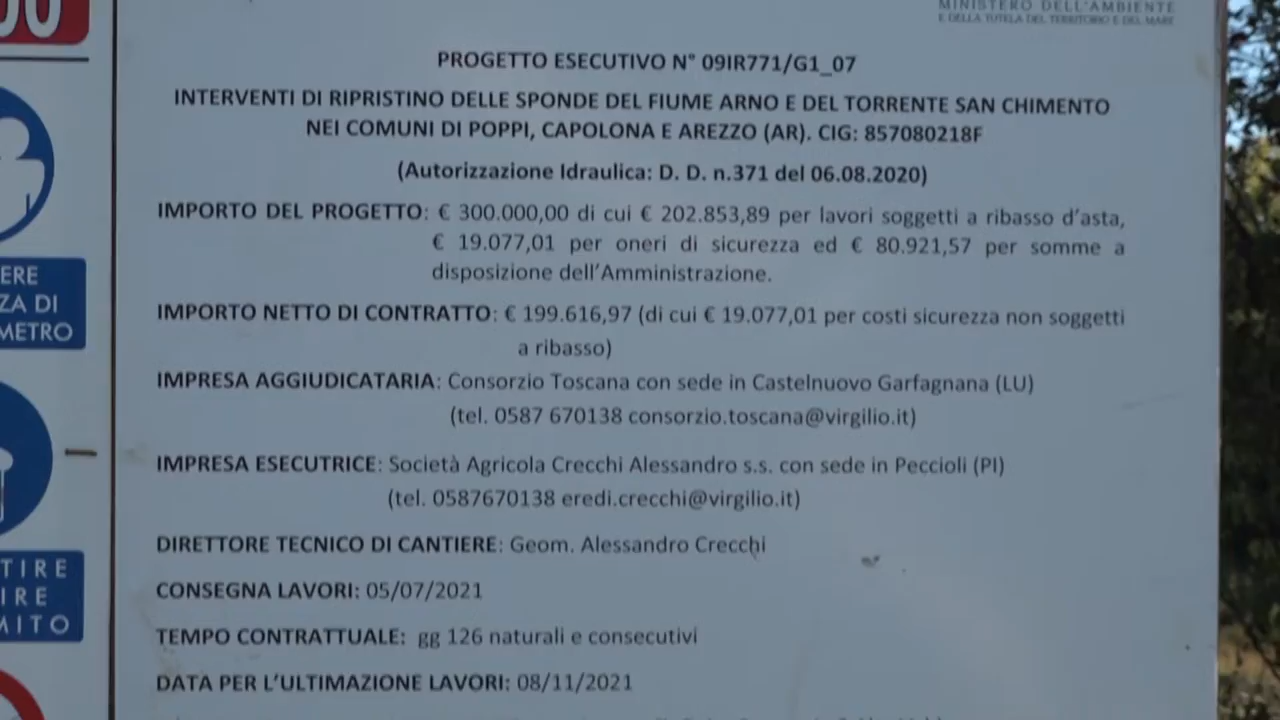 00
MINISTERO DELL'AMBIENTE
E DELLA TUTELA DEL TERRITORIO E DEL MARE
PROGETTO ESECUTIVO N° 09IR771/G1_07
INTERVENTI DI RIPRISTINO DELLE SPONDE DEL FIUME ARNO E DEL TORRENTE SAN CHIMENTO
NEI COMUNI DI POPPI, CAPOLONA E AREZZO (AR). CIG: 857080218F
(Autorizzazione Idraulica: D. D. n.371 del 06.08.2020)
IMPORTO DEL PROGETTO: € 300.000,00 di cui € 202.853,89 per lavori soggetti a ribasso d'asta,
€ 19.077,01 per oneri di sicurezza ed € 80.921,57 per somme a
disposizione dell'Amministrazione.
IMPORTO NETTO DI CONTRATTO: € 199.616,97 (di cui € 19.077,01 per costi sicurezza non soggetti
a ribasso)
IMPRESA AGGIUDICATARIA: Consorzio Toscana con sede in Castelnuovo Garfagnana (LU)
(tel. 0587 670138 consorzio.toscana@virgilio.it)
IMPRESA ESECUTRICE: Società Agricola Crecchi Alessandro s.s. con sede in Peccioli (PI)
(tel. 0587670138 eredi.crecchi@virgilio.it)
DIRETTORE TECNICO DI CANTIERE: Geom. Alessandro Crecchi
CONSEGNA LAVORI: 05/07/2021
TEMPO CONTRATTUALE: gg 126 naturali e consecutivi
DATA PER L'ULTIMAZIONE LAVORI: 08/11/2021
ERE
ZA DI
METRO
TIRE
IRE
MITO